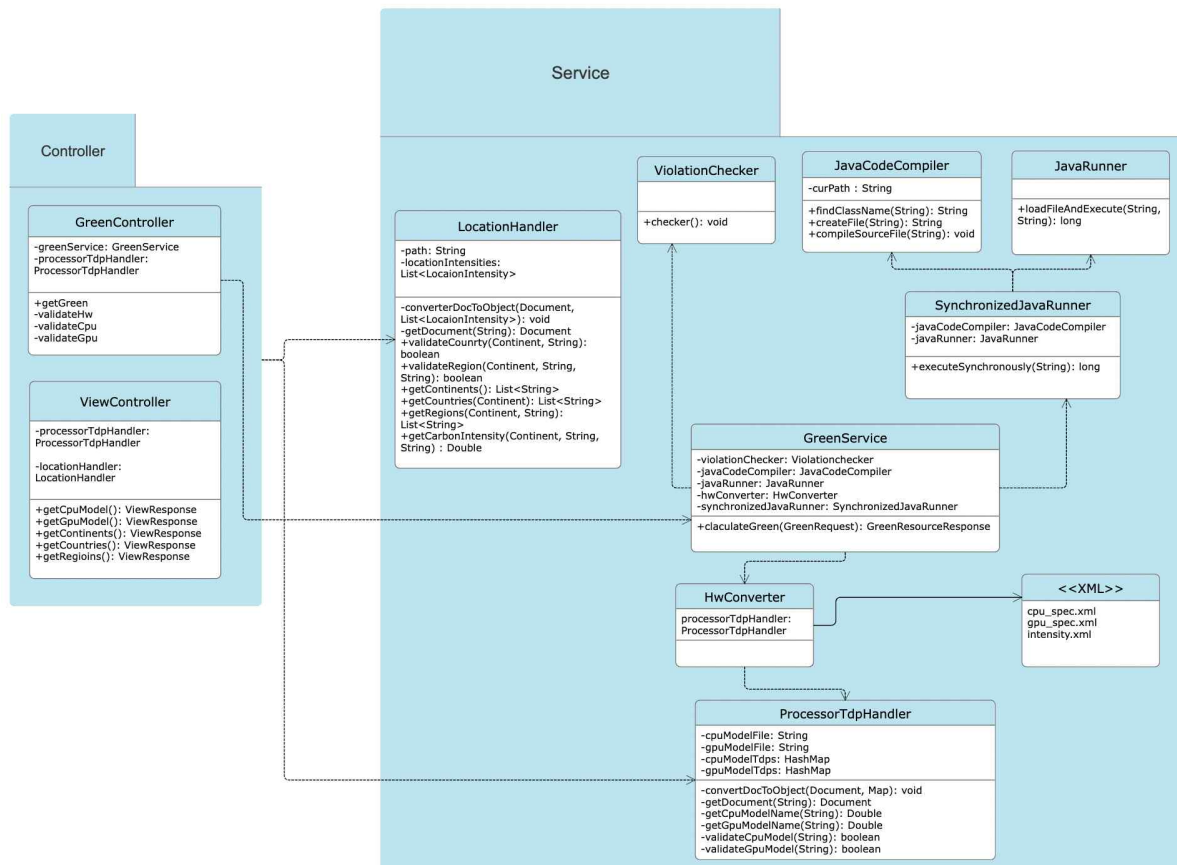 Service
Controller
GreenController
-greenService: GreenService
-processorTdpHandler:
ProcessorTdpHandler
+getGreen
-validateHw
-validateCpu
-validateGpu
ViewController
-processorTdpHandler:
ProcessorTdpHandler
-locationHandler:
LocationHandler
+getCpuModel(): ViewResponse
+getGpuModel(): ViewResponse
+getContinents(): ViewResponse
+getCountries(): ViewResponse
+getRegioins(): ViewResponse
LocationHandler
-path: String
-locationIntensities:
List<LocaionIntensity>
-converterDocToObject(Document,
List<LocaionIntensity>): void
-getDocument(String): Document
+validateCounrty(Continent, String):
boolean
+validateRegion(Continent, String,
String): boolean
+getContinents(): List<String>
+getCountries(Continent): List<String>
+getRegions(Continent, String):
List<String>
+getCarbonIntensity(Continent, String,
String) : Double
ViolationChecker
+checker(): void
JavaCodeCompiler
-curPath : String
+findClassName(String): String
+createFile(String): String
+compileSourceFile(String): void
JavaRunner
+loadFileAndExecute(String,
String): long
SynchronizedJavaRunner
-javaCodeCompiler: JavaCodeCompiler
-javaRunner: JavaRunner
+executeSynchronously(String): long
GreenService
-violationChecker: Violationchecker
-javaCodeCompiler: JavaCodeCompiler
-javaRunner: JavaRunner
-hwConverter: HwConverter
-synchronizedJavaRunner: SynchronizedJavaRunner
+claculateGreen(GreenRequest): GreenResourceResponse
HwConverter
processorTdpHandler:
ProcessorTdpHandler
<<XML>>
cpu_spec.xml
gpu_spec.xml
intensity.xml
ProcessorTdpHandler
-cpuModelFile: String
-gpuModelFile: String
-cpuModelTdps: HashMap
-gpuModelTdps: HashMap
-convertDocToObject(Document, Map): void
-getDocument(String): Document
-getCpuModelName(String): Double
-getGpuModelName(String): Double
-validateCpuModel(String): boolean
-validateGpuModel(String): boolean